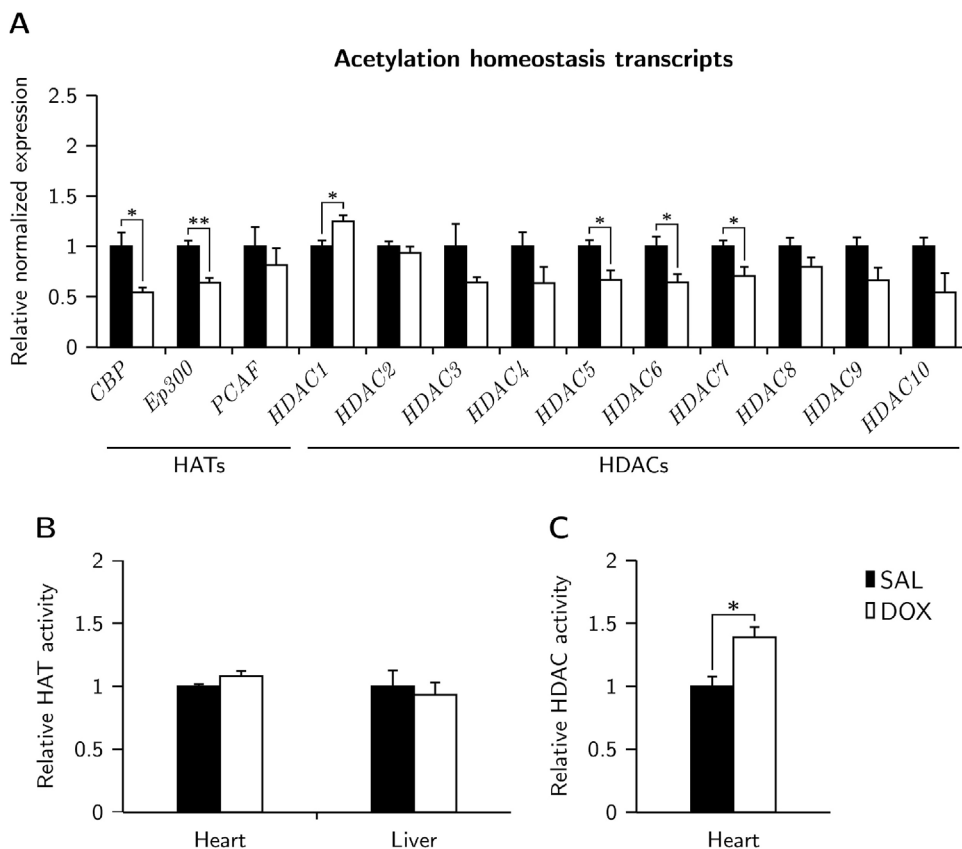 A
Acetylation homeostasis transcripts
Relative normalized expression
2.5
2
1.5
1
0.5
0
*
**
*
*
*
*
CBP
Ep300
PCAF
HDAC1
HDAC2
HDAC3
HDAC4
HDAC5
HDAC6
HDAC7
HDAC8
HDAC9
HDAC10
HATs
HDACs
B
Relative HAT activity
2
1.5
1
0.5
0
Heart
Liver
C
Relative HDAC activity
2
1.5
1
0.5
0
*
Heart
SAL
DOX